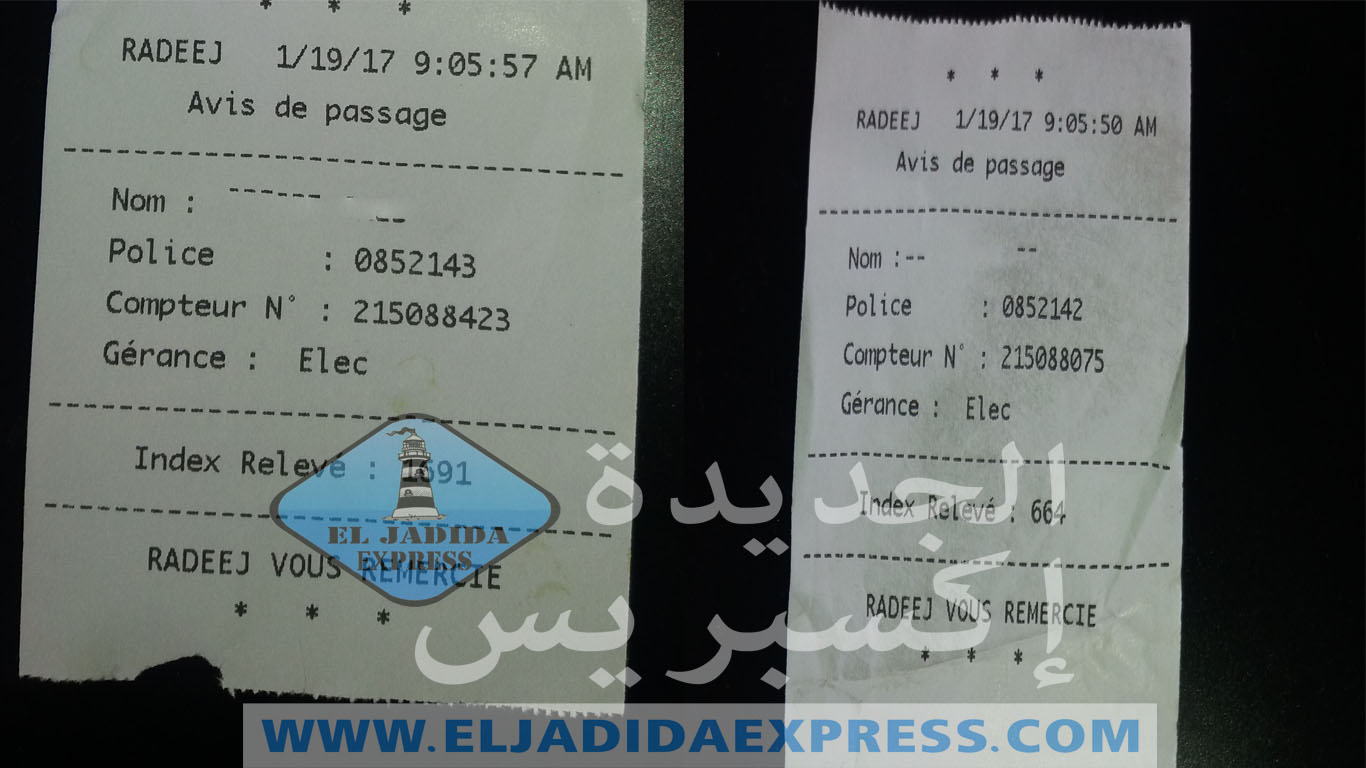 * * *
RADEEJ 1/19/17 9:05:57 AM
Avis de passage
Nom :
Police : 0852143
Compteur N° : 215088423
Gérance : Elec
Index Relevé : 1691
RADEEJ VOUS REMERCIE
* * *
* * *
RADEEJ 1/19/17 9:05:50 AM
Avis de passage
Nom :--
Police : 0852142
Compteur N° : 215088075
Gérance : Elec
Index Relevé : 664
RADEEJ VOUS REMERCIE
* * *
EL JADIDA
EXPRESS
الجديدة
إكسبريس
WWW.ELJADIDAEXPRESS.COM